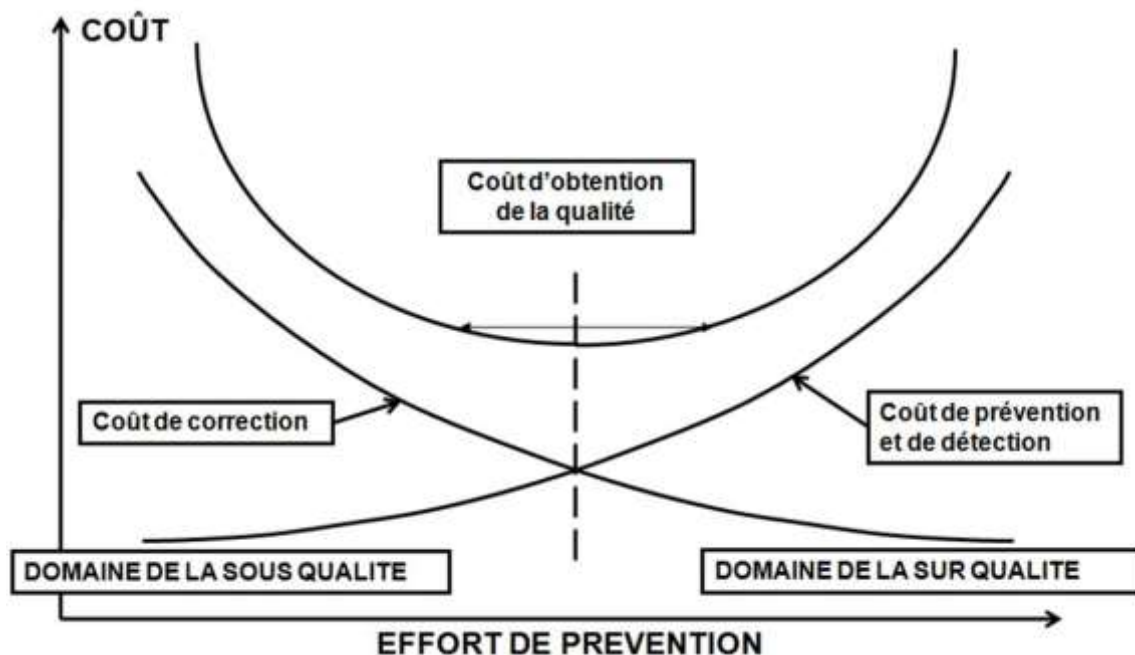 COÛT
Coût d'obtention
de la qualité
Coût de correction
Coût de prévention
et de détection
DOMAINE DE LA SOUS QUALITE
DOMAINE DE LA SUR QUALITE
EFFORT DE PREVENTION